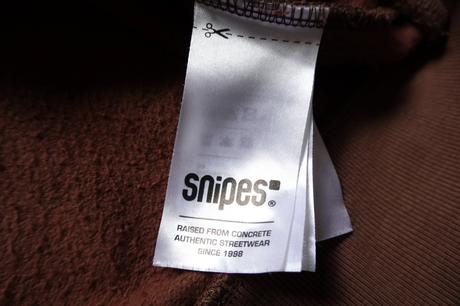 snipes®
RAISED FROM CONCRETE
AUTHENTIC STREETWEAR
SINCE 1998